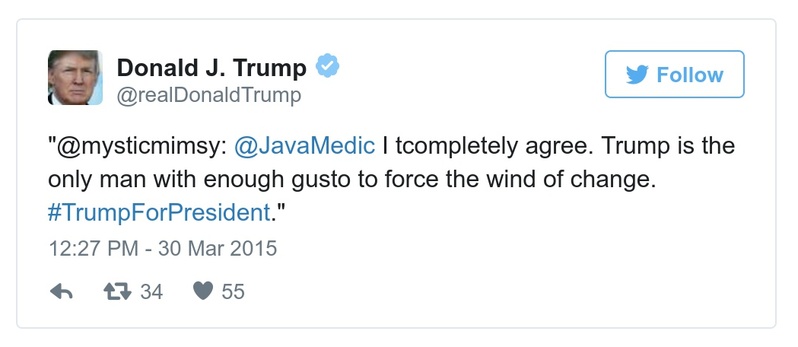 Donald J. Trump
Follow
@realDonaldTrump
"@mysticmimsy: @JavaMedic I tcompletely agree. Trump is the
only man with enough gusto to force the wind of change.
#TrumpForPresident."
12:27 PM - 30 Mar 2015
34 55